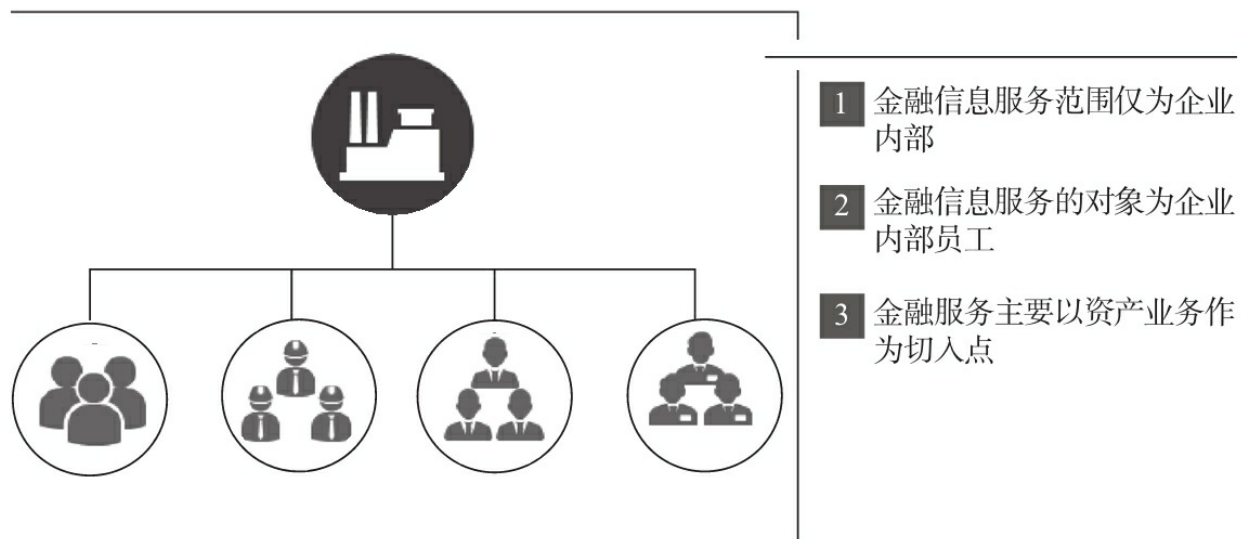 1 金融信息服务范围仅为企业
内部
2 金融信息服务的对象为企业
内部员工
3 金融服务主要以资产业务作
为切入点